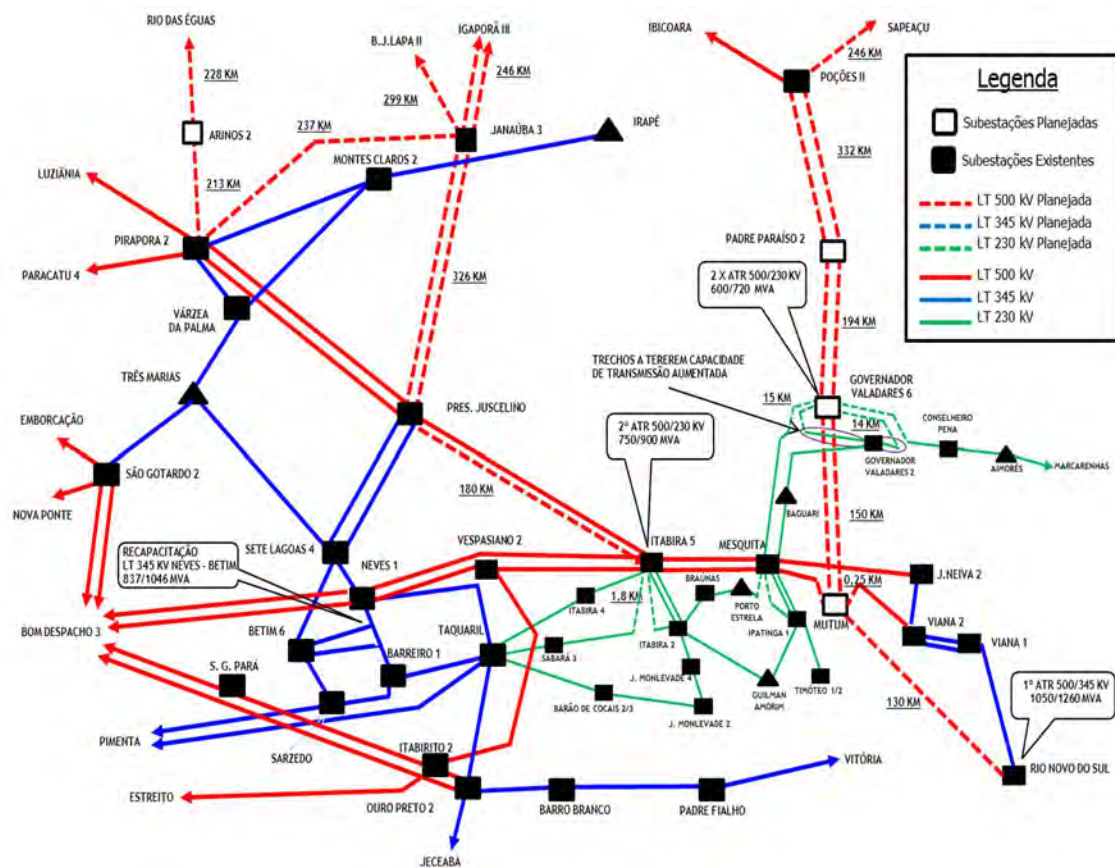 RIO DAS ÉGUAS
B.J.LAPA II
IGAPORÃ III
IBICOARA
SAPEAÇU
228 KM
246 KM
246 KM
299 KM
POÇÕES II
Legenda
Subestações Planejadas
Subestações Existentes
LT 500 kV Planejada
LT 345 kV Planejada
LT 230 kV Planejada
LT 500 kV
LT 345 kV
LT 230 kV
ARINOS 2
237 KM
JANAÚBA 3
IRAPÉ
MONTES CLAROS 2
332 KM
LUZIÂNIA
213 KM
PIRAPORA 2
PADRE PARAÍSO 2
PARACATU 4
326 KM
2 X ATR 500/230 KV
600/720 MVA
VÁRZEA
DA PALMA
194 KM
TRECHOS A TEREREM CAPACIDADE
DE TRANSMISSÃO AUMENTADA
TRÊS MARIAS
PRES. JUSCELINO
15 KM
GOVERNADOR
VALADARES 6
14 KM
CONSELHEIRO
PENA
EMBORCAÇÃO
2º ATR 500/230 KV
750/900 MVA
GOVERNADOR
VALADARES 2
AIMORÉS
MARCARENHAS
SÃO GOTARDO 2
180 KM
NOVA PONTE
BAGUARI
150 KM
RECAPACITAÇÃO
LT 345 KV NEVES - BETIM
837/1046 MVA
SETE LAGOAS 4
VESPASIANO 2
ITABIRA 5
MESQUITA
NEVES 1
J.NEIVA 2
BRAÚNAS
0,25 KM
1,8 KM
ITABIRA 4
PORTO
ESTRELA
MUTUM
VIANA 2
VIANA 1
BOM DESPACHO 3
BETIM 6
TAQUARIL
IPATINGA 1
ITABIRA 2
S. G. PARÁ
BARREIRO 1
SABARÁ 3
J. MONLEVADE 4
GUILMAN
AMORIM
TIMÓTEO 1/2
BARÃO DE COCAIS 2/3
J. MONLEVADE 2
130 KM
1º ATR 500/345 KV
1050/1260 MVA
PIMENTA
SARZEDO
ITABIRITO 2
VITÓRIA
RIO NOVO DO SUL
ESTREITO
OURO PRETO 2
BARRO BRANCO
PADRE FIALHO
JECEABA